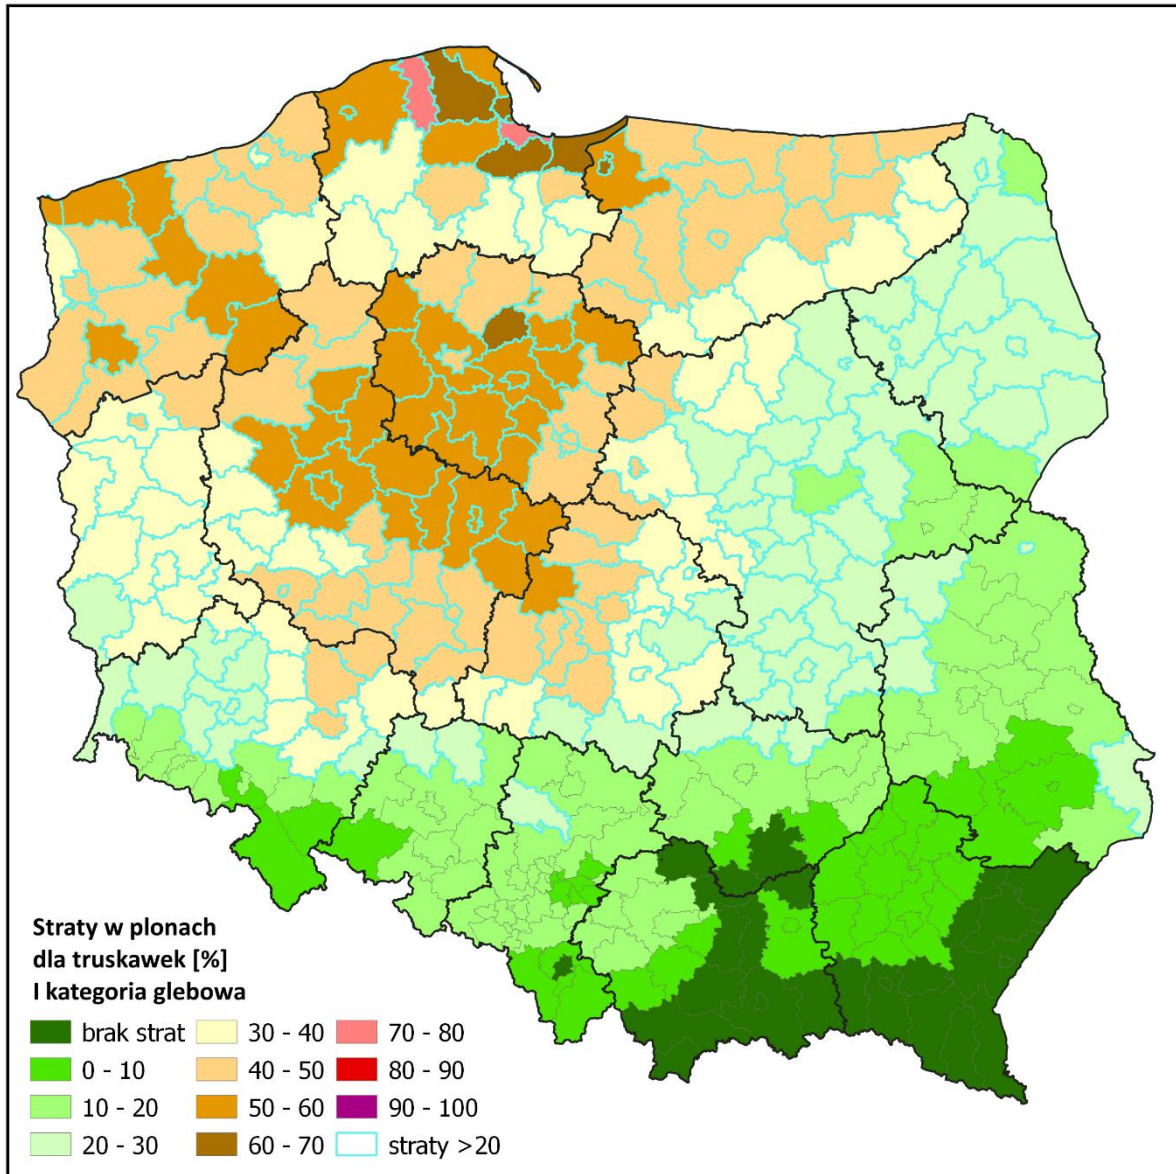 Straty w plonach
dla truskawek [%]
I kategoria glebowa
brak strat
0 - 10
10 - 20
20 - 30
30 - 40
40 - 50
50 - 60
60 - 70
70 - 80
80 - 90
90 - 100
straty >20